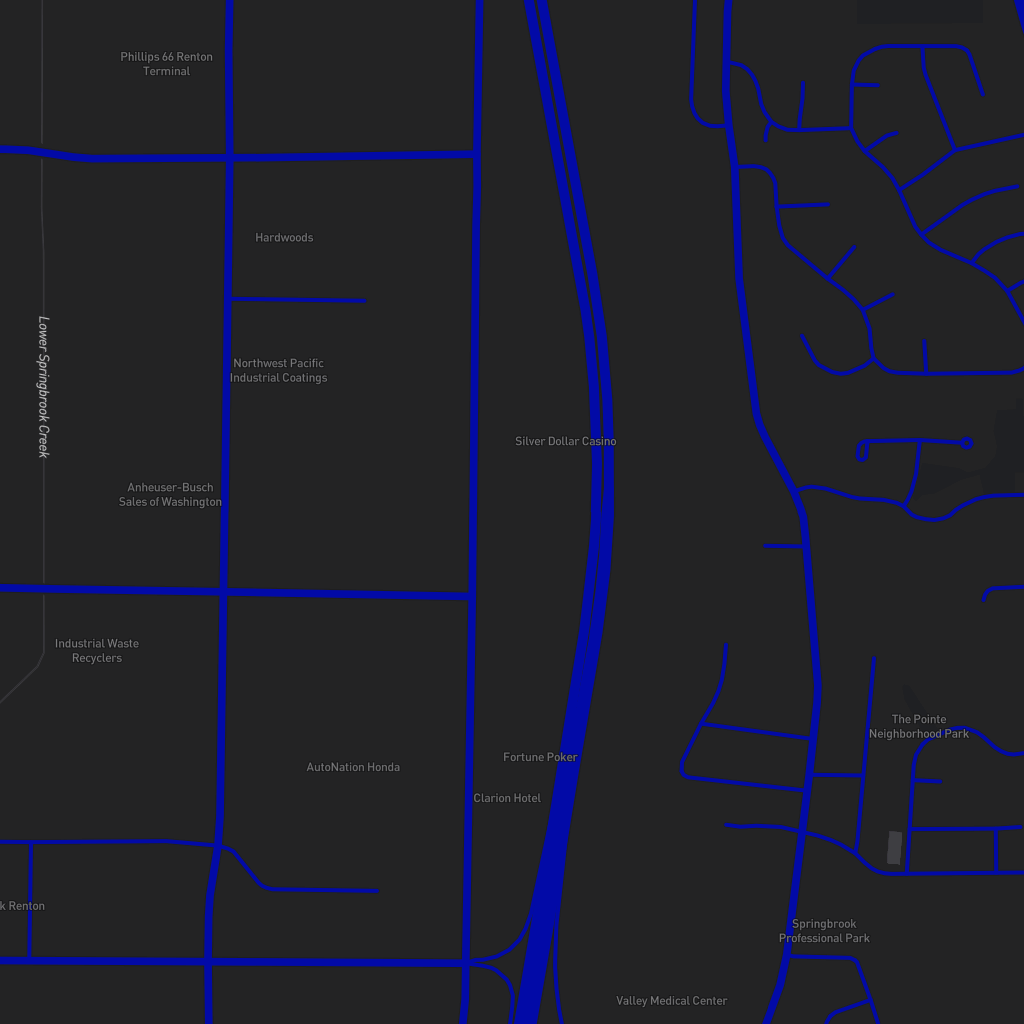 Phillips 66 Renton
Terminal
Hardwoods
Lower Springbrook Creek
Northwest Pacific
Industrial Coatings
Silver Dollar Casino
Anheuser-Busch
Sales of Washington
Industrial Waste
Recyclers
The Pointe
Neighborhood Park
Fortune Poker
AutoNation Honda
Clarion Hotel
k Renton
Springbrook
Professional Park
Valley Medical Center